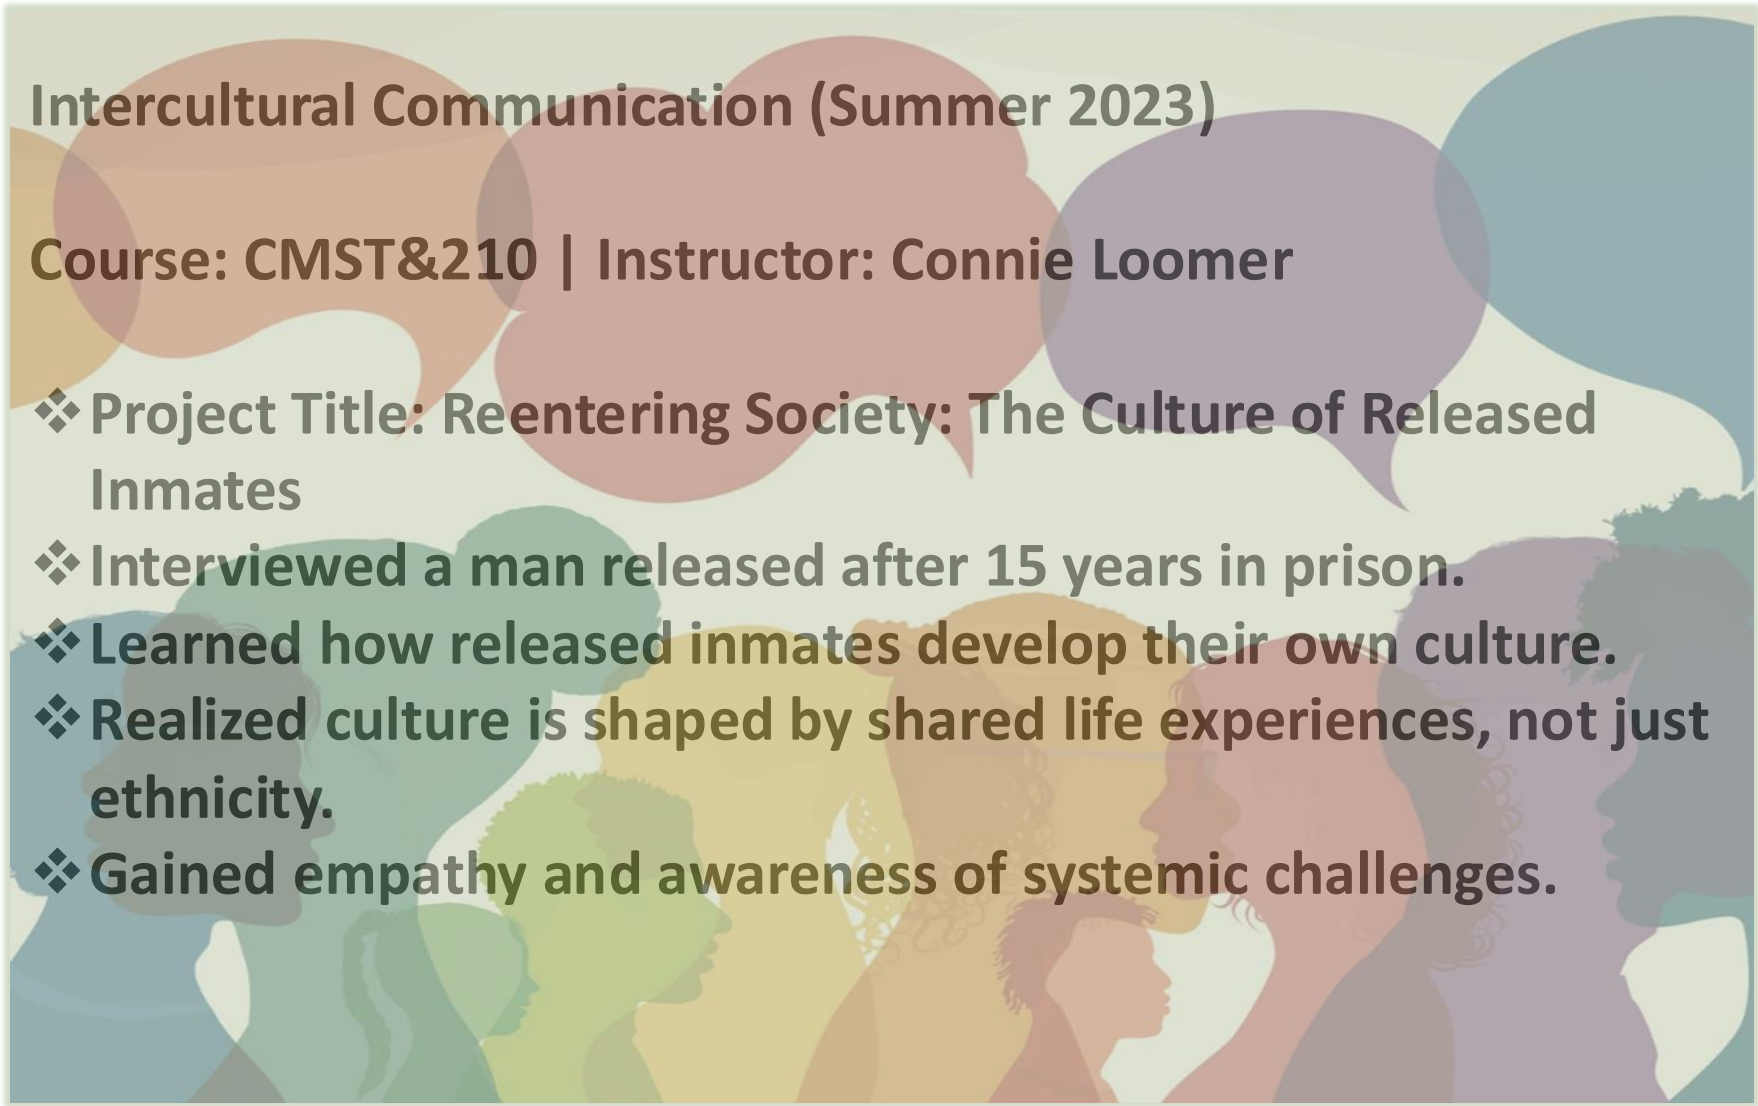 Intercultural Communication (Summer 2023)
Course: CMST&210 | Instructor: Connie Loomer
❖Project Title: Reentering Society: The Culture of Released
Inmates
❖Interviewed a man released after 15 years in prison.
❖Learned how released inmates develop their own culture.
❖Realized culture is shaped by shared life experiences, not just
ethnicity.
❖Gained empathy and awareness of systemic challenges.